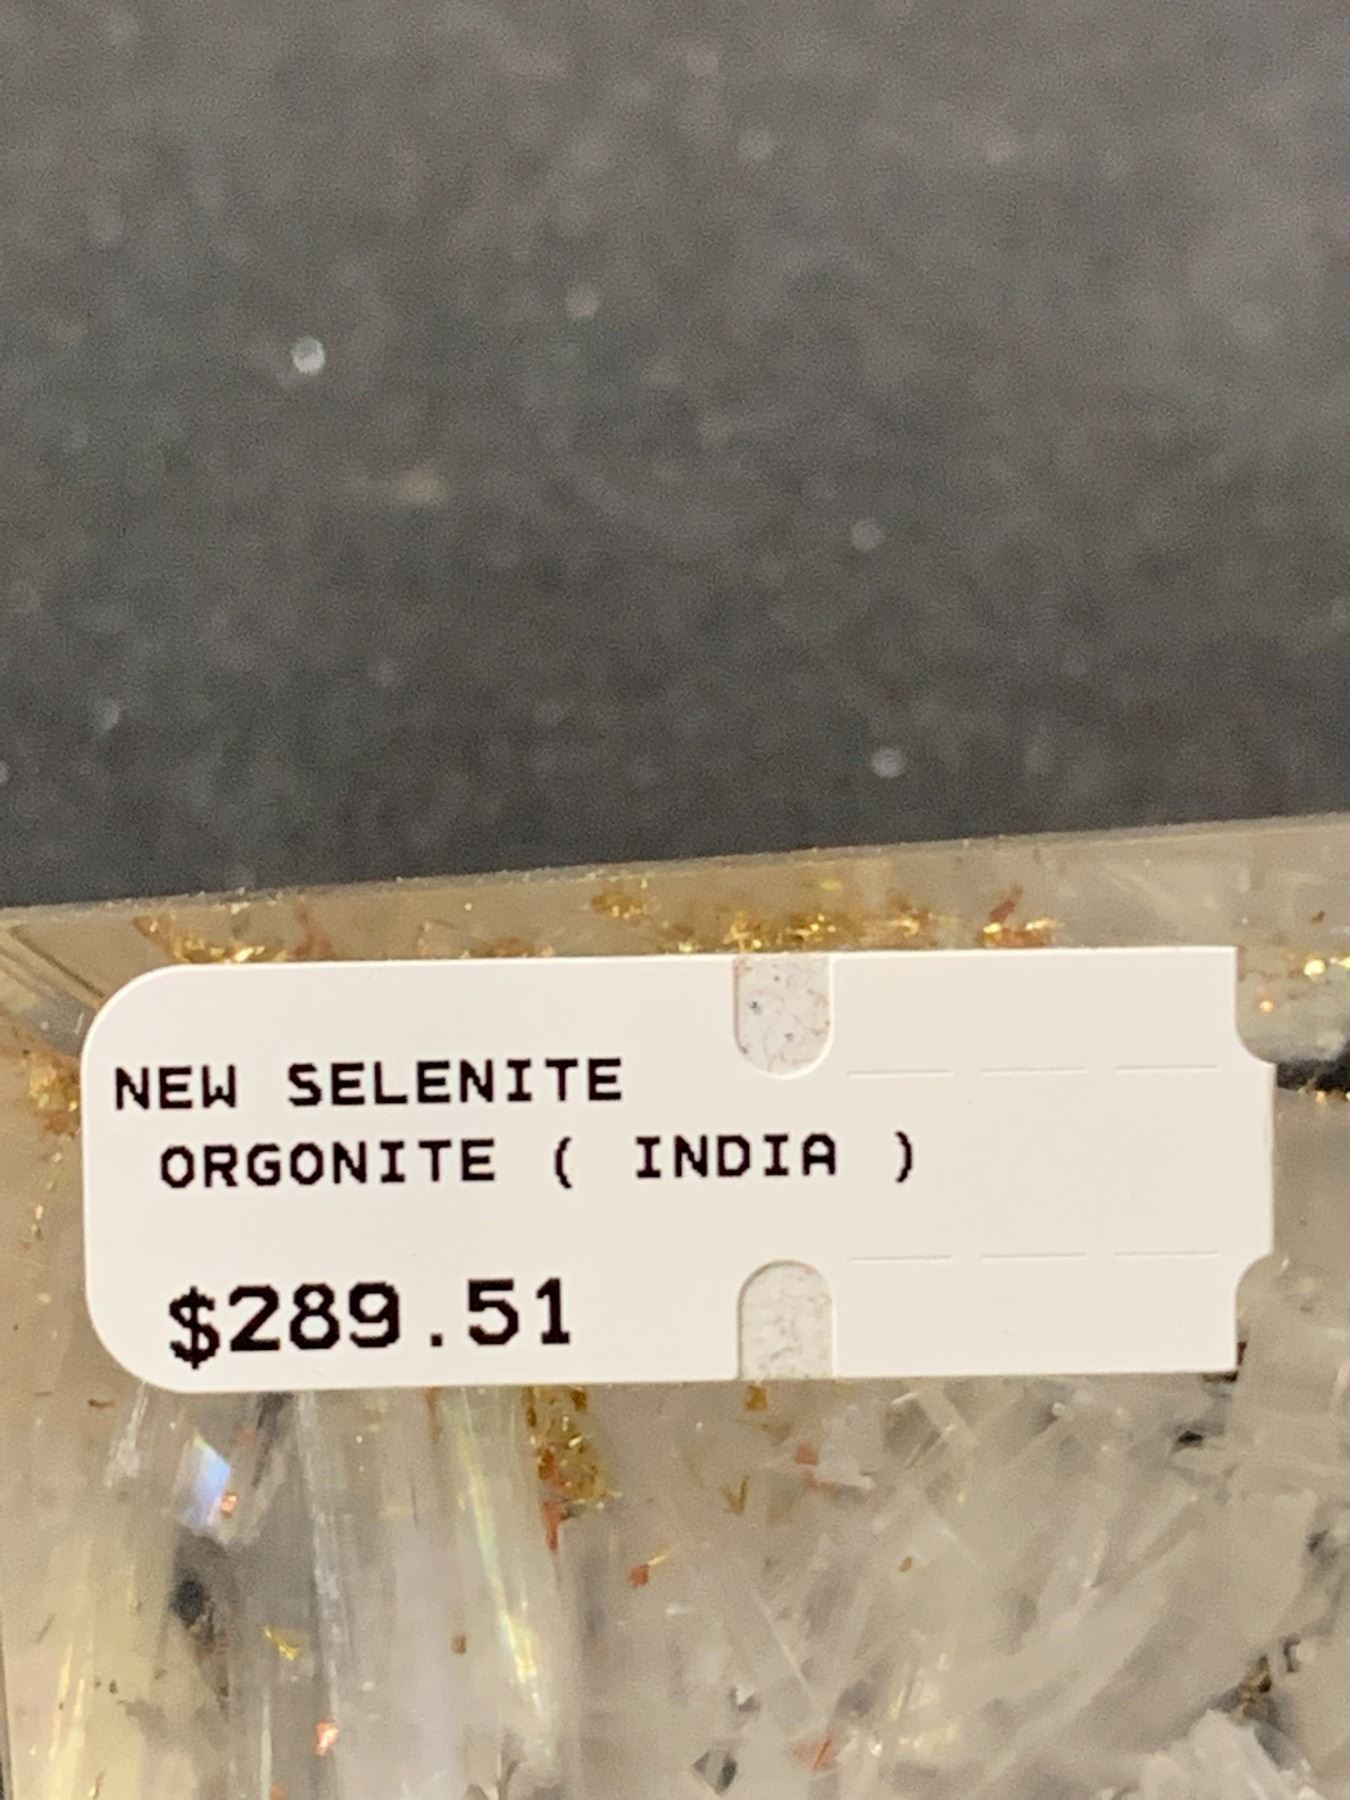 NEW SELENITE
ORGONITE ( INDIA )
$289.51